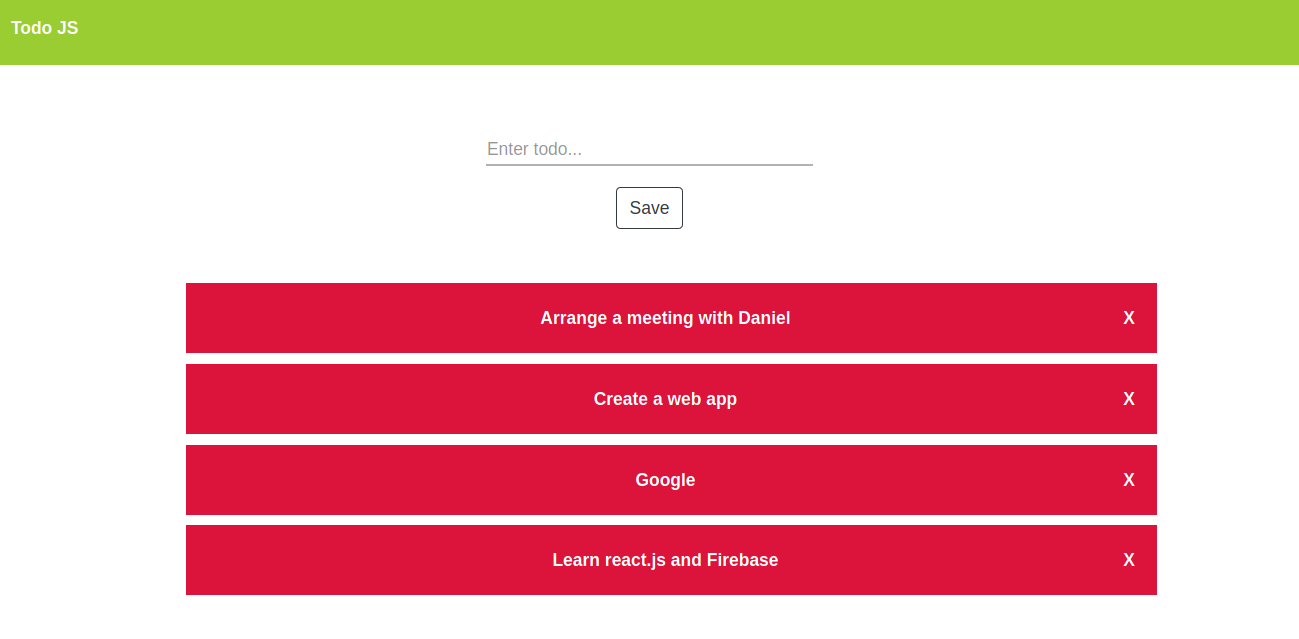 Todo JS
Enter todo...
Save
Arrange a meeting with Daniel X
Create a web app X
Google X
Learn react.js and Firebase X